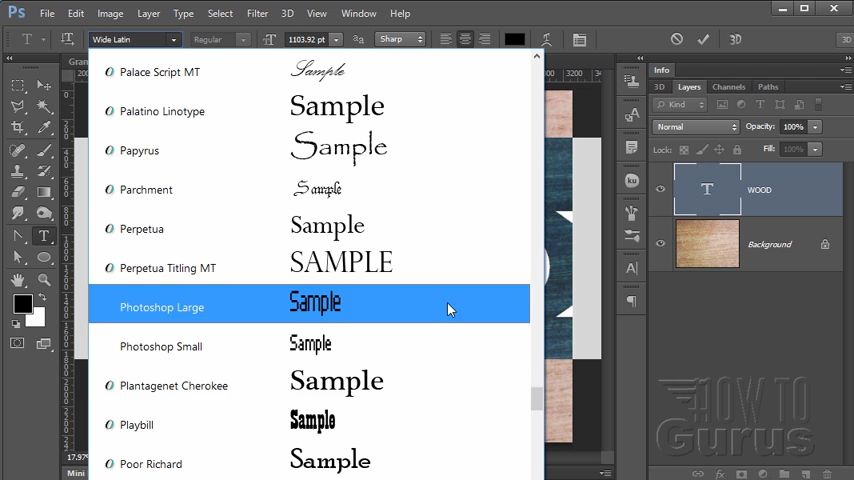 Ps File Edit Image Layer Type Select Filter 3D View Window Help
T Wide Latin Regular 1103.92 pt Sharp 3D
Info
3D Layers Channels Paths
Kind
Normal Opacity: 100%
Lock: Fill: 100%
T WOOD
Background
Palace Script MT Sample
Palatino Linotype Sample
Papyrus Sample
Parchment Sample
Perpetua Sample
Perpetua Titling MT SAMPLE
Photoshop Large Sample
Photoshop Small Sample
Plantagenet Cherokee Sample
Playbill Sample
Poor Richard Sample
3000 3200
HOW TO
Gurus
Mini